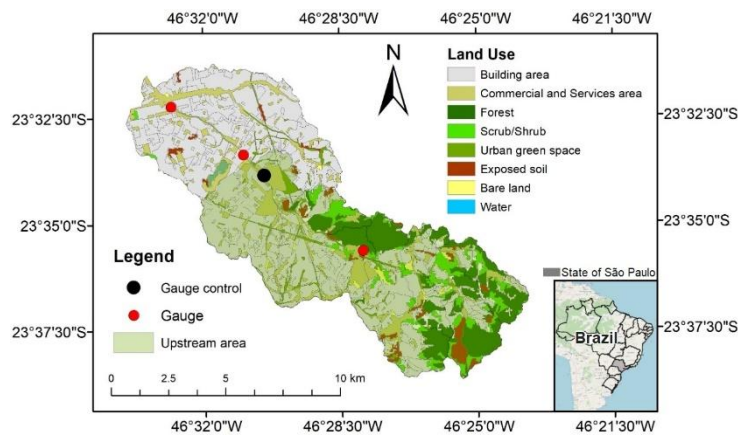 46°32'0"W 46°28'30"W 46°25'0"W 46°21'30"W
N
Land Use
Building area
Commercial and Services area
Forest
Scrub/Shrub
Urban green space
Exposed soil
Bare land
Water
23°32'30"S 23°32'30"S
23°35'0"S 23°35'0"S
23°37'30"S 23°37'30"S
Legend
Gauge control
Gauge
Upstream area
0 2.5 5 10 km
State of São Paulo
Brazil
46°32'0"W 46°28'30"W 46°25'0"W 46°21'30"W